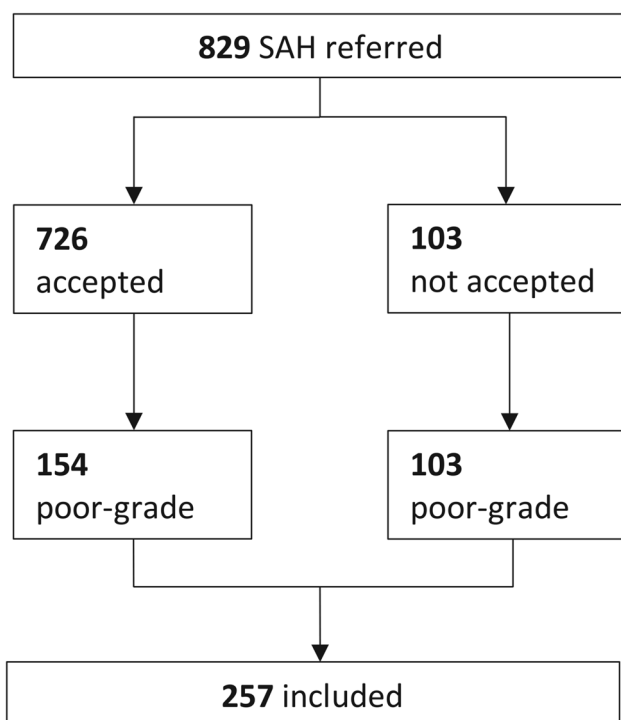 829 SAH referred
726
accepted
103
not accepted
154
poor-grade
103
poor-grade
257 included